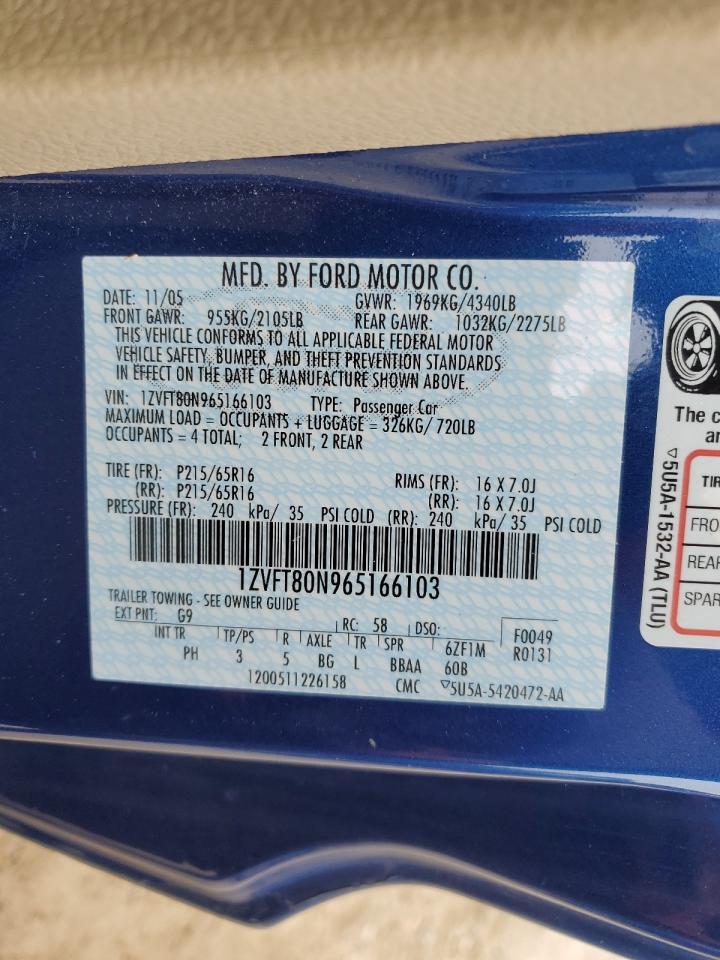 MFD. BY FORD MOTOR CO.
DATE: 11/05 GVWR: 1969KG/4340LB
FRONT GAWR: 955KG/2105LB REAR GAWR: 1032KG/2275LB
THIS VEHICLE CONFORMS TO ALL APPLICABLE FEDERAL MOTOR
VEHICLE SAFETY, BUMPER, AND THEFT PREVENTION STANDARDS
IN EFFECT ON THE DATE OF MANUFACTURE SHOWN ABOVE.
VIN: 1ZVFT80N965166103 TYPE: Passenger Car
MAXIMUM LOAD = OCCUPANTS + LUGGAGE = 326KG/ 720LB
OCCUPANTS = 4 TOTAL; 2 FRONT, 2 REAR
TIRE (FR): P215/65R16 RIMS (FR): 16 X 7.0J
(RR): P215/65R16 (RR): 16 X 7.0J
PRESSURE (FR): 240 kPa/ 35 PSI COLD (RR): 240 kPa/ 35 PSI COLD
1ZVFT80N965166103
TRAILER TOWING - SEE OWNER GUIDE
EXT PNT: G9 RC: 58 DSO: F0049
INT TR TP/PS R AXLE TR SPR 6ZF1M R0131
PH 3 5 BG L BBAA 60B
1200511226158 CMC ▽5U5A-5420472-AA
The c
a
▽5U5A-1532-AA (TLU)
TIR
FRO
REAR
SPAR